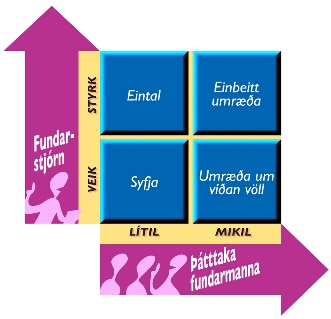 STYRK
Eintal
Einbeitt
umræða
Fundar-
stjórn
VEIK
Syfja
Umræða um
víðan völl
LÍTIL
MIKIL
Þátttaka
fundarmanna